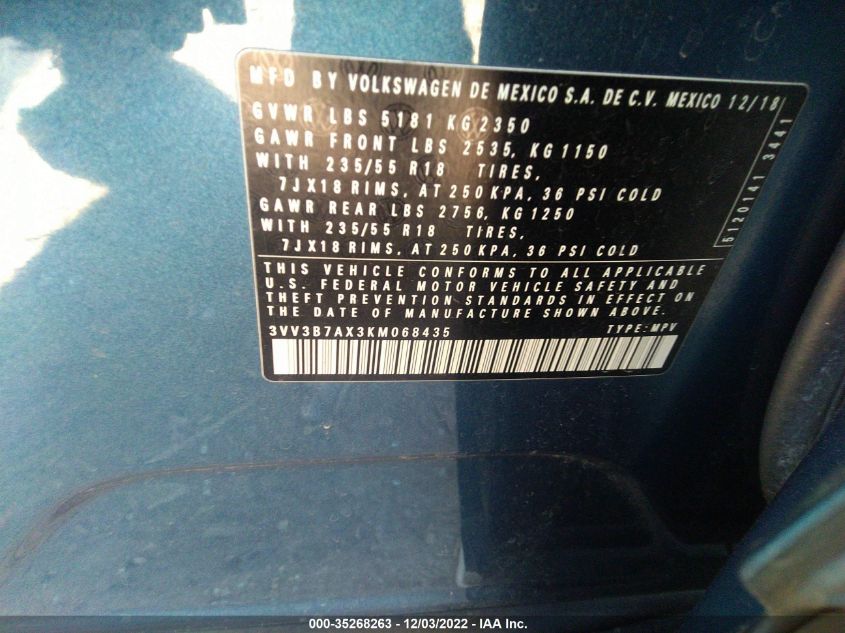 MFD BY VOLKSWAGEN DE MEXICO S.A. DE C.V. MEXICO 12/18
GVWR LBS 5181 KG 2350
GAWR FRONT LBS 2535, KG 1150
WITH 235/55 R18 TIRES,
7JX18 RIMS, AT 250 KPA, 36 PSI COLD
GAWR REAR LBS 2756, KG 1250
WITH 235/55 R18 TIRES,
7JX18 RIMS, AT 250 KPA, 36 PSI COLD
5120141 3441
THIS VEHICLE CONFORMS TO ALL APPLICABLE
U.S. FEDERAL MOTOR VEHICLE SAFETY AND
THEFT PREVENTION STANDARDS IN EFFECT ON
THE DATE OF MANUFACTURE SHOWN ABOVE.
3VV3B7AX3KM068435 TYPE:MPV
000-35268263 - 12/03/2022 - IAA Inc.